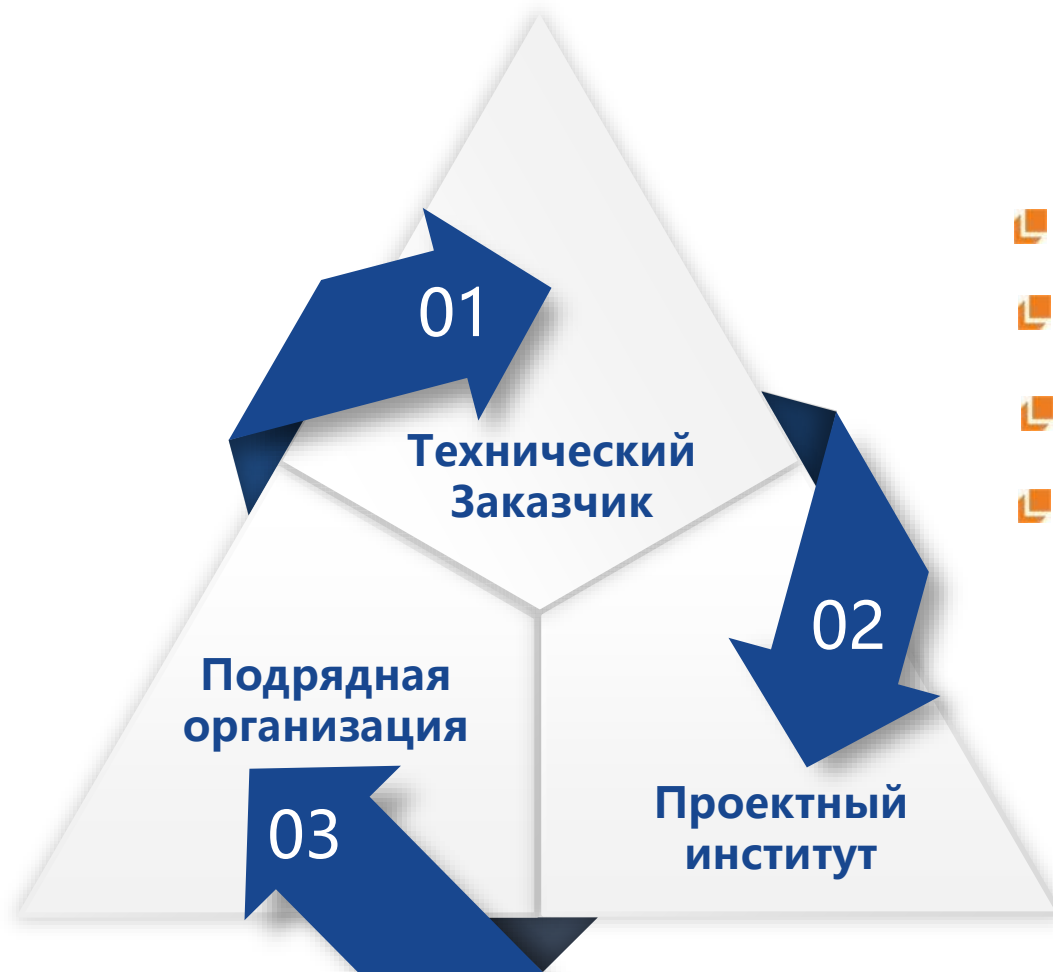 01
Технический
Заказчик
02
Подрядная
организация
Проектный
институт
03